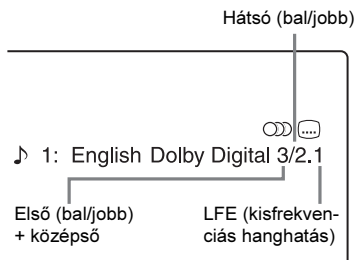 Hátsó (bal/jobb)
♪ 1: English Dolby Digital 3/2.1
Első (bal/jobb)
+ középső
LFE (kisfrekven-
ciás hanghatás)